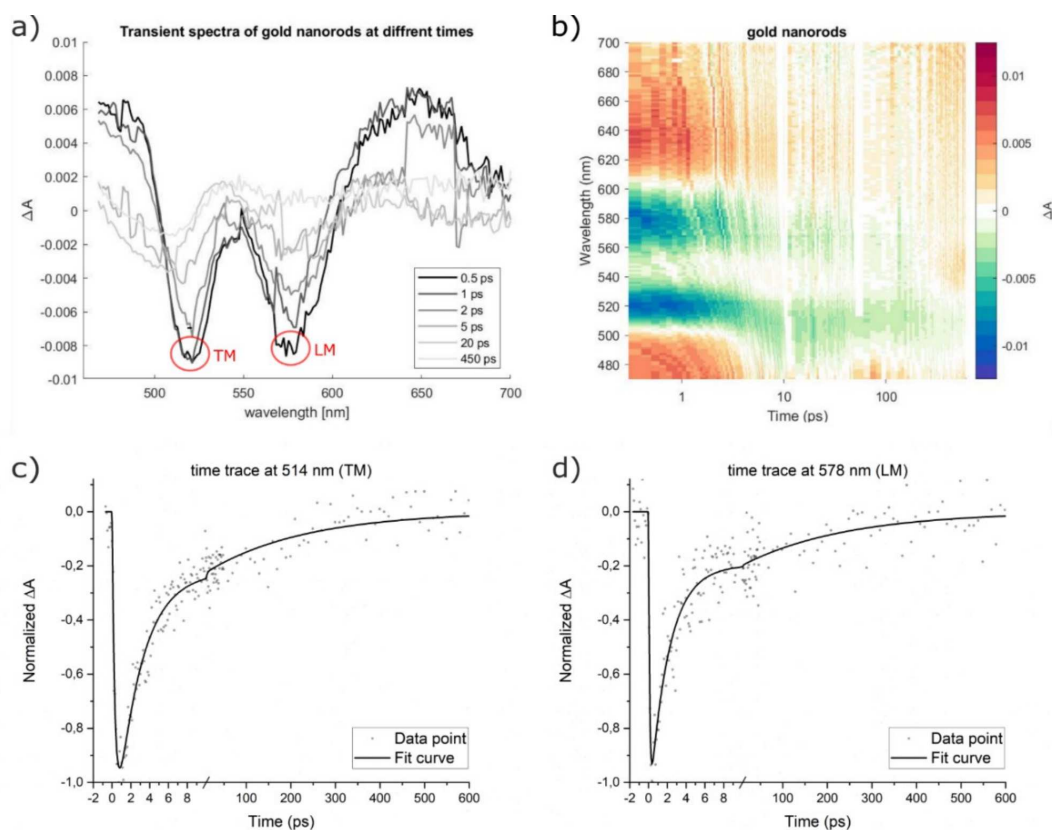 a)
Transient spectra of gold nanorods at diffrent times
0.01
0.008
0.006
0.004
0.002
0
-0.002
-0.004
-0.006
-0.008
-0.01
ΔA
500
550
600
650
700
wavelength [nm]
TM
LM
0.5 ps
1 ps
2 ps
5 ps
20 ps
450 ps
b)
gold nanorods
700
680
660
640
620
600
580
560
540
520
500
480
Wavelength (nm)
1
10
100
Time (ps)
0.01
0.005
0
-0.005
-0.01
ΔA
c)
time trace at 514 nm (TM)
0,0
-0,2
-0,4
-0,6
-0,8
-1,0
Normalized ΔA
-2 0 2 4 6 8 100 200 300 400 500 600
Time (ps)
Data point
Fit curve
d)
time trace at 578 nm (LM)
0,0
-0,2
-0,4
-0,6
-0,8
-1,0
Normalized ΔA
-2 0 2 4 6 8 100 200 300 400 500 600
Time (ps)
Data point
Fit curve